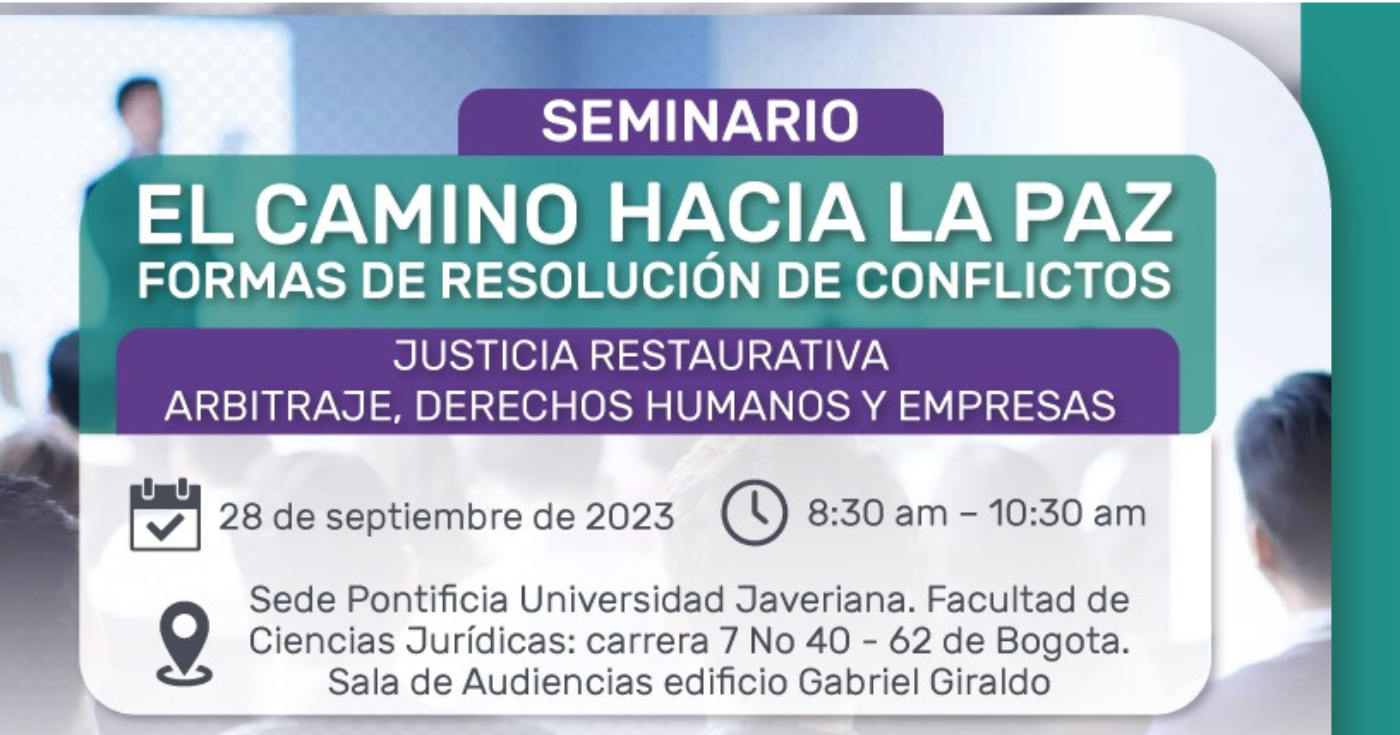 SEMINARIO
EL CAMINO HACIA LA PAZ
FORMAS DE RESOLUCIÓN DE CONFLICTOS
JUSTICIA RESTAURATIVA
ARBITRAJE, DERECHOS HUMANOS Y EMPRESAS
28 de septiembre de 2023
8:30 am – 10:30 am
Sede Pontificia Universidad Javeriana. Facultad de
Ciencias Jurídicas: carrera 7 No 40 - 62 de Bogota.
Sala de Audiencias edificio Gabriel Giraldo